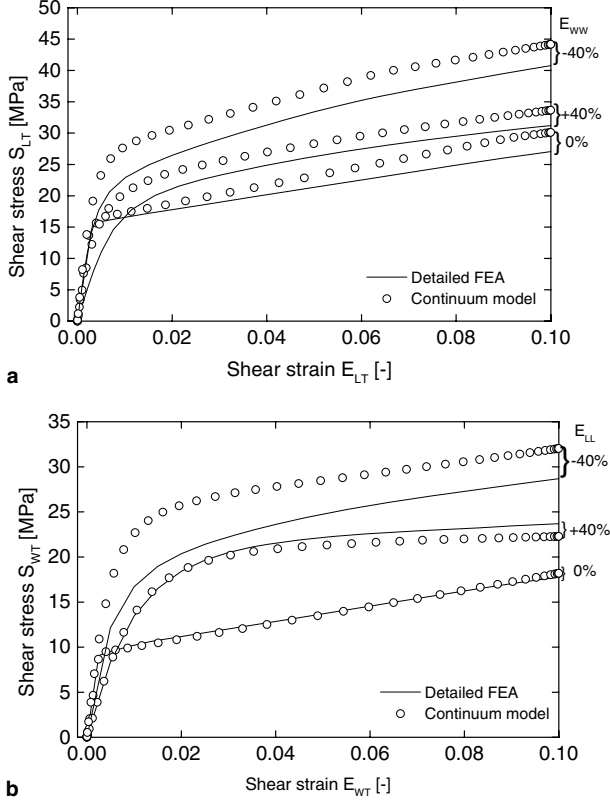 50
45
40
35
30
25
20
15
10
5
0
Shear stress S_LT [MPa]
E_WW
-40%
+40%
0%
Detailed FEA
Continuum model
0.00 0.02 0.04 0.06 0.08 0.10
Shear strain E_LT [-]
a
35
30
25
20
15
10
5
0
Shear stress S_WT [MPa]
E_LL
-40%
+40%
0%
Detailed FEA
Continuum model
0.00 0.02 0.04 0.06 0.08 0.10
Shear strain E_WT [-]
b